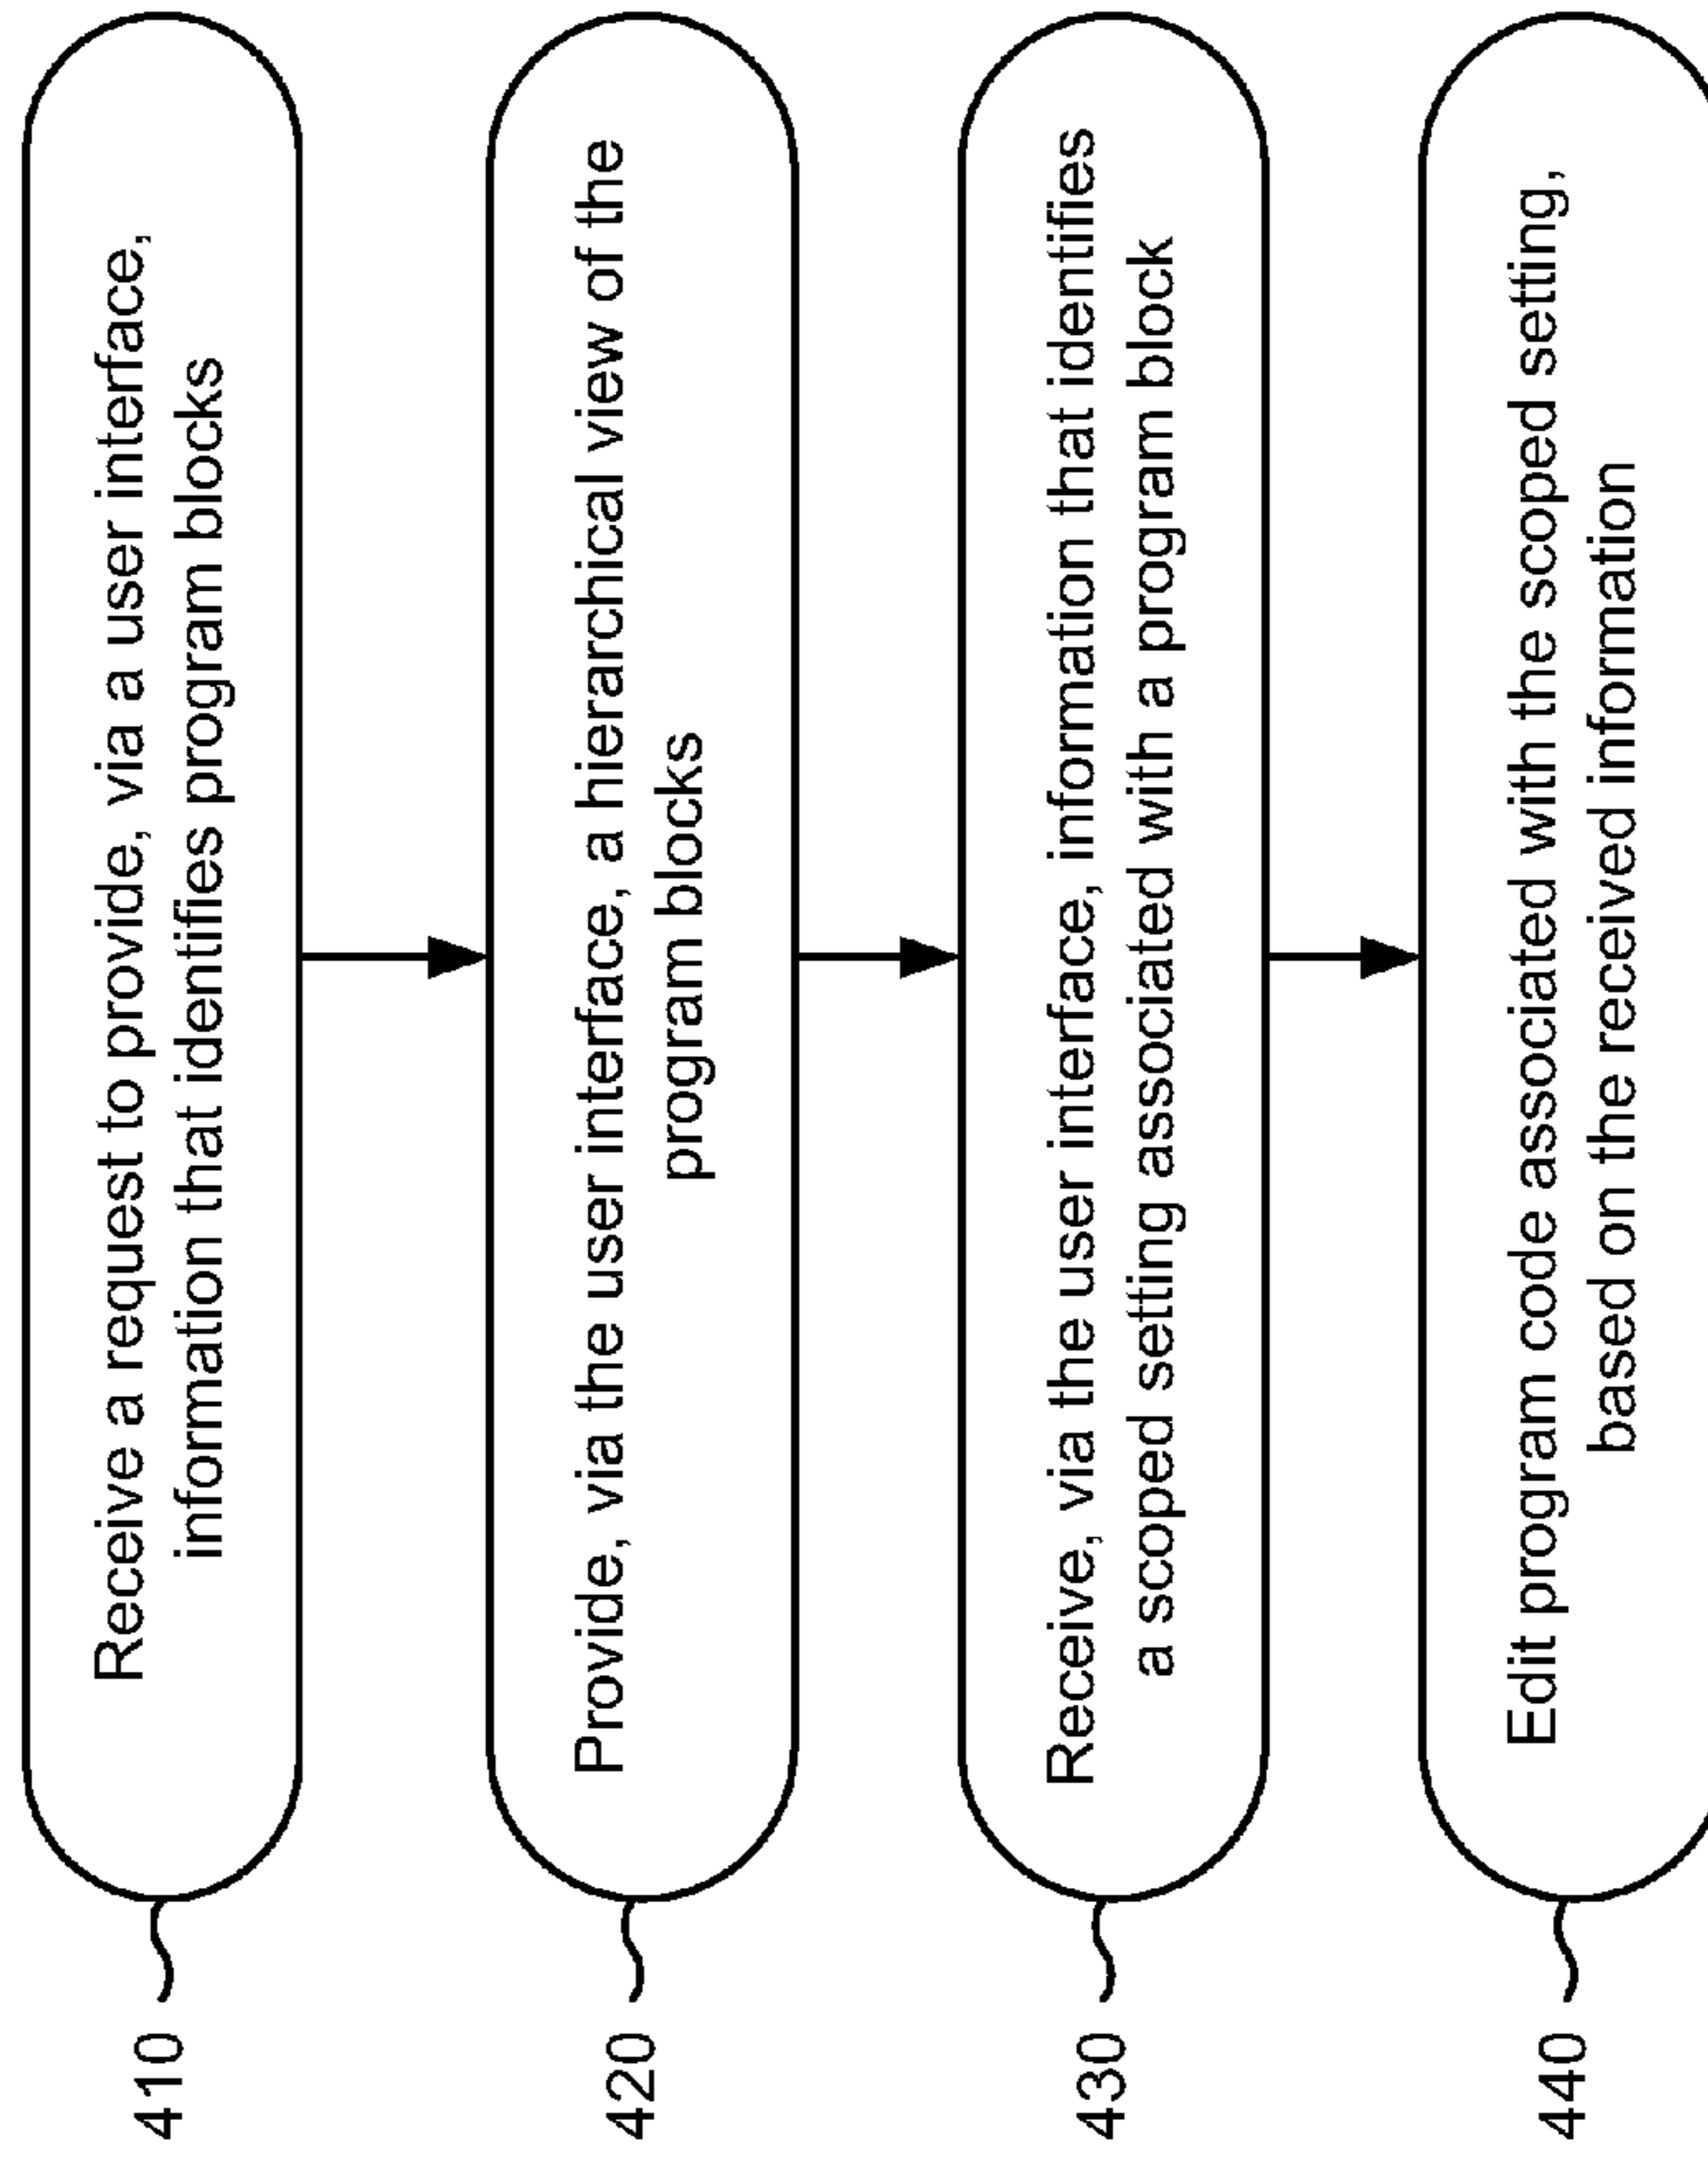 410
Receive a request to provide, via a user interface,
information that identifies program blocks
420
Provide, via the user interface, a hierarchical view of the
program blocks
430
Receive, via the user interface, information that identifies
a scoped setting associated with a program block
440
Edit program code associated with the scoped setting,
based on the received information